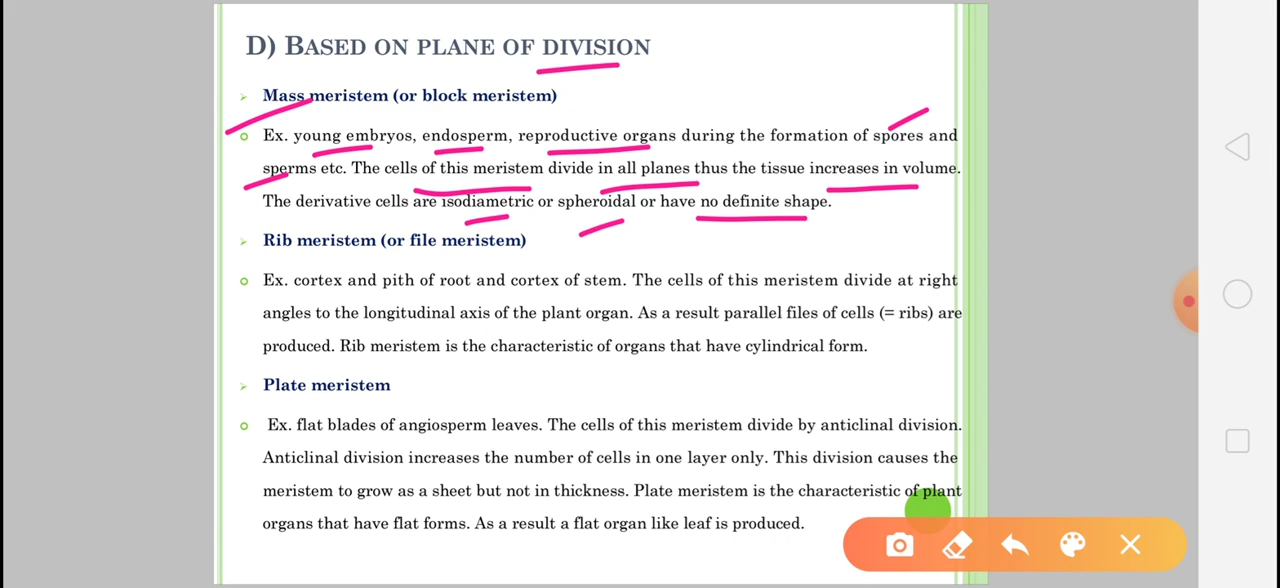 D) BASED ON PLANE OF DIVISION
Mass meristem (or block meristem)
Ex. young embryos, endosperm, reproductive organs during the formation of spores and
sperms etc. The cells of this meristem divide in all planes thus the tissue increases in volume.
The derivative cells are isodiametric or spheroidal or have no definite shape.
Rib meristem (or file meristem)
Ex. cortex and pith of root and cortex of stem. The cells of this meristem divide at right
angles to the longitudinal axis of the plant organ. As a result parallel files of cells (= ribs) are
produced. Rib meristem is the characteristic of organs that have cylindrical form.
Plate meristem
Ex. flat blades of angiosperm leaves. The cells of this meristem divide by anticlinal division.
Anticlinal division increases the number of cells in one layer only. This division causes the
meristem to grow as a sheet but not in thickness. Plate meristem is the characteristic of plant
organs that have flat forms. As a result a flat organ like leaf is produced.